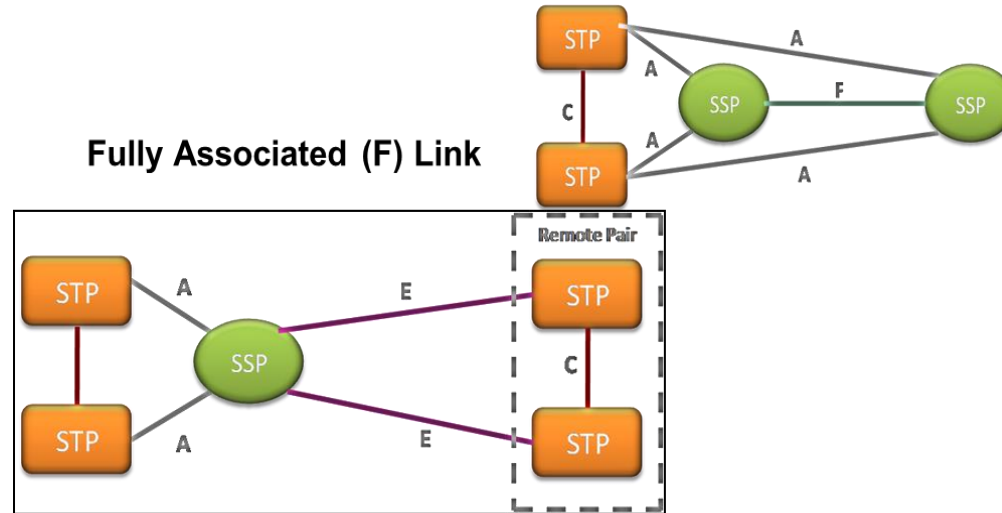 STP
A
A
SSP
F
SSP
C
A
STP
A
Fully Associated (F) Link
Remote Pair
STP
A
E
STP
SSP
C
STP
A
E
STP